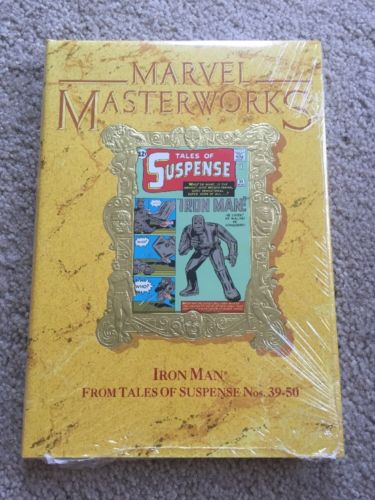 MARVEL
MASTERWORKS
TALES OF
SUSPENSE
IRON MAN!
IRON MAN®
FROM TALES OF SUSPENSE NOS. 39-50